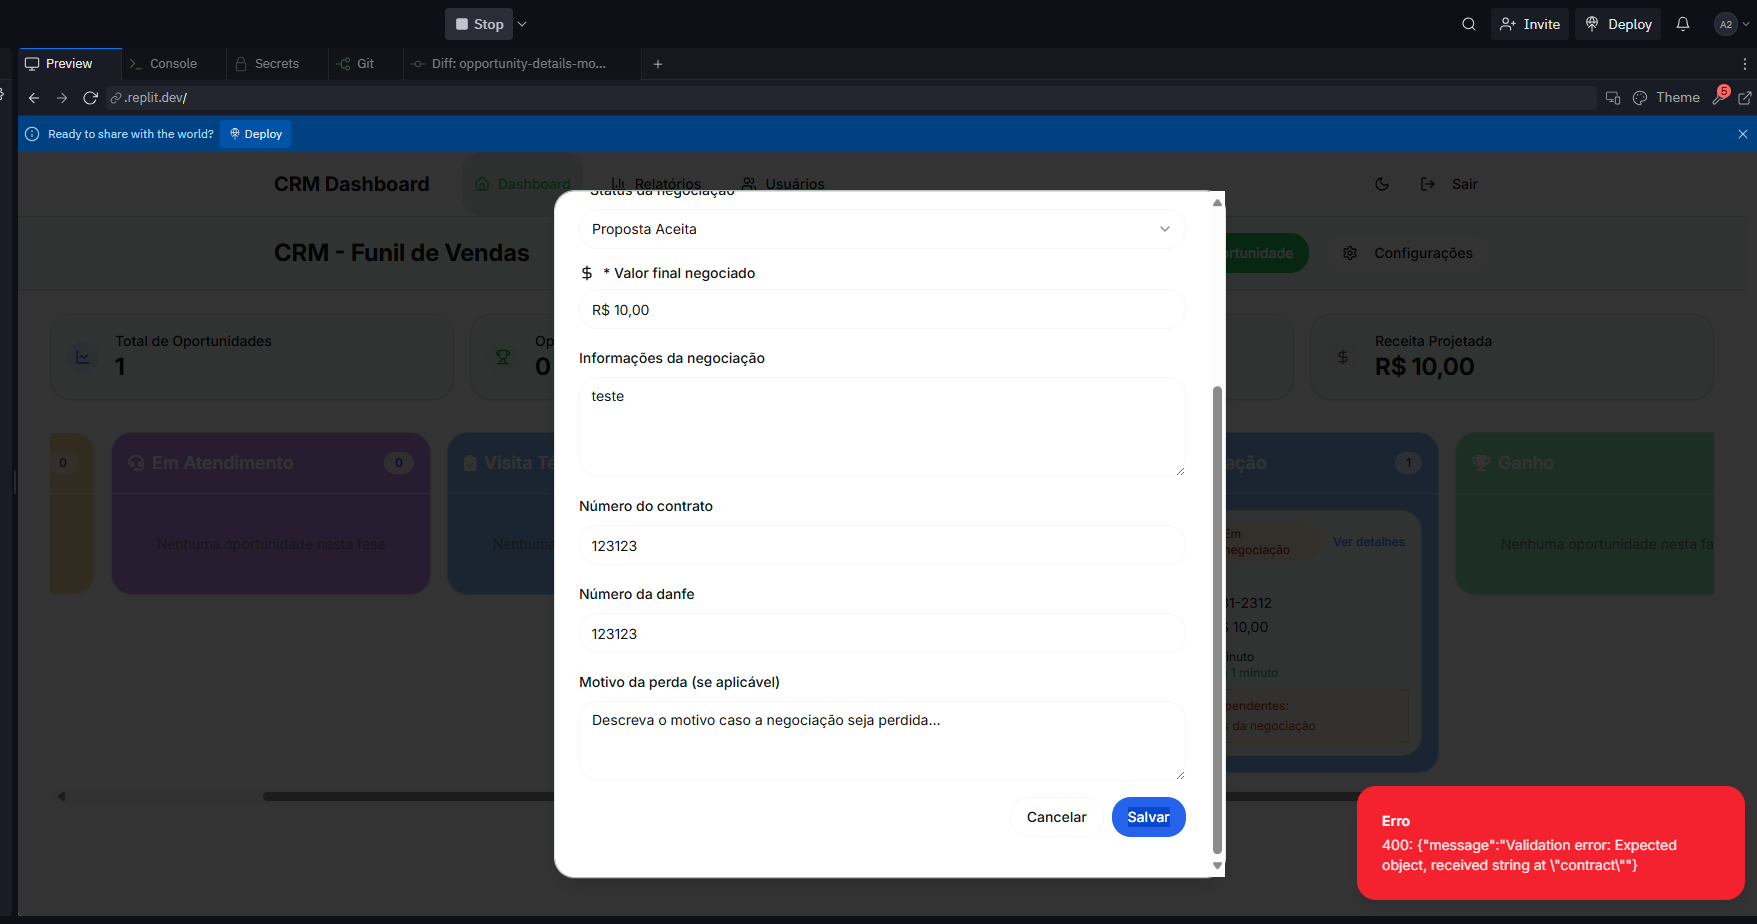 Stop
Invite
Deploy
A2
Preview
Console
Secrets
Git
Diff: opportunity-details-mo...
.replit.dev/
Theme
5
Ready to share with the world?
Deploy
CRM Dashboard
Dashboard
Relatórios
Usuários
Sair
CRM - Funil de Vendas
rtunidade
Configurações
Status da negociação
Proposta Aceita
$ * Valor final negociado
R$ 10,00
Total de Oportunidades
1
Op
0
Receita Projetada
R$ 10,00
Informações da negociação
teste
0
Em Atendimento
0
Nenhuma oportunidade nesta fase
Visita Té
Nenhuma
ação
1
Ganho
Nenhuma oportunidade nesta fa
Em
negociação
Ver detalhes
31-2312
$ 10,00
inuto
1 minuto
pendentes:
s da negociação
Número do contrato
123123
Número da danfe
123123
Motivo da perda (se aplicável)
Descreva o motivo caso a negociação seja perdida...
Cancelar
Salvar
Erro
400: {"message":"Validation error: Expected
object, received string at \"contract\""}